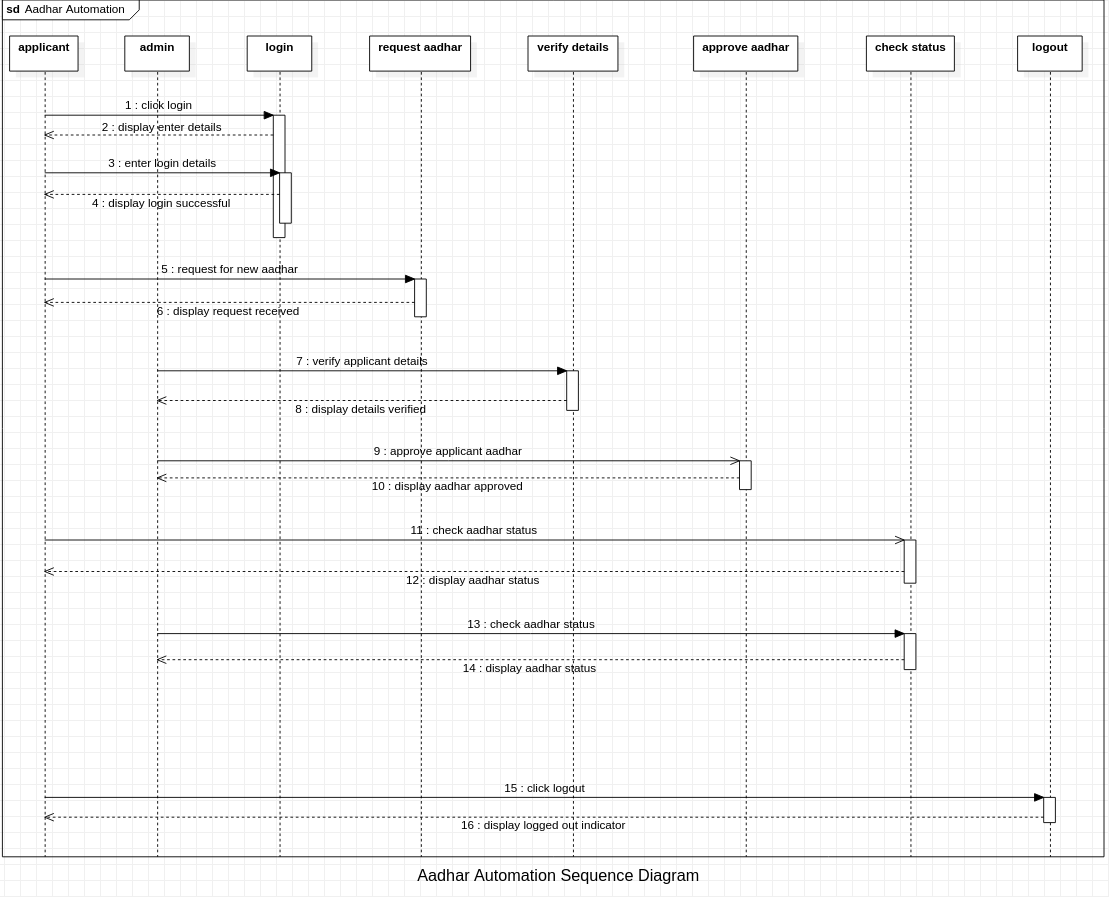 sd Aadhar Automation
applicant
admin
login
request aadhar
verify details
approve aadhar
check status
logout
1 : click login
2 : display enter details
3 : enter login details
4 : display login successful
5 : request for new aadhar
6 : display request received
7 : verify applicant details
8 : display details verified
9 : approve applicant aadhar
10 : display aadhar approved
11 : check aadhar status
12 : display aadhar status
13 : check aadhar status
14 : display aadhar status
15 : click logout
16 : display logged out indicator
Aadhar Automation Sequence Diagram